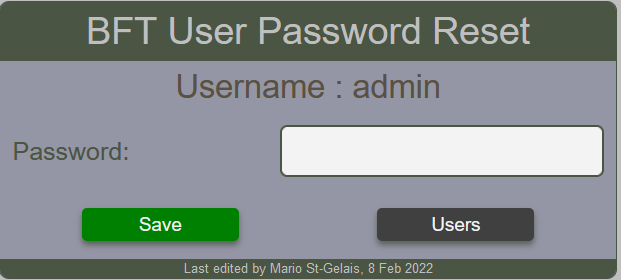 BFT User Password Reset
Username : admin
Password:
Save
Users
Last edited by Mario St-Gelais, 8 Feb 2022